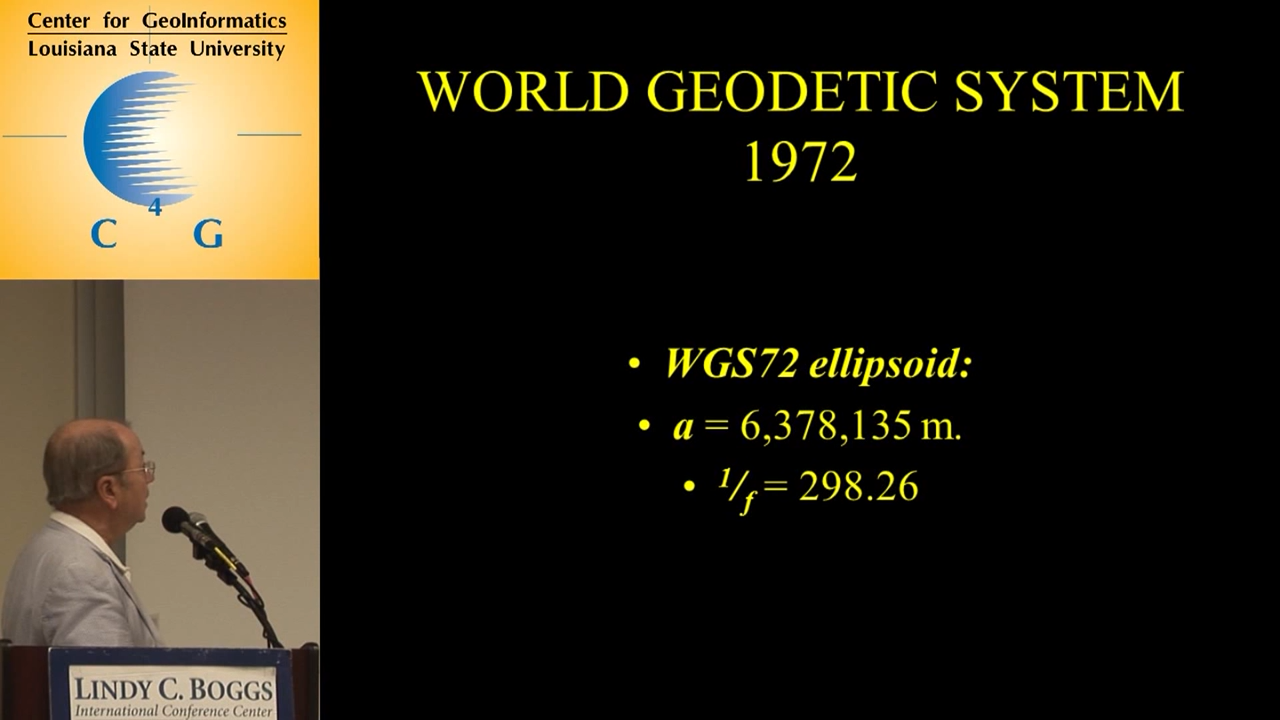 Center for GeoInformatics
Louisiana State University
C 4 G
WORLD GEODETIC SYSTEM
1972
• WGS72 ellipsoid:
• a = 6,378,135 m.
• 1/f = 298.26
LINDY C. BOGGS
International Conference Center